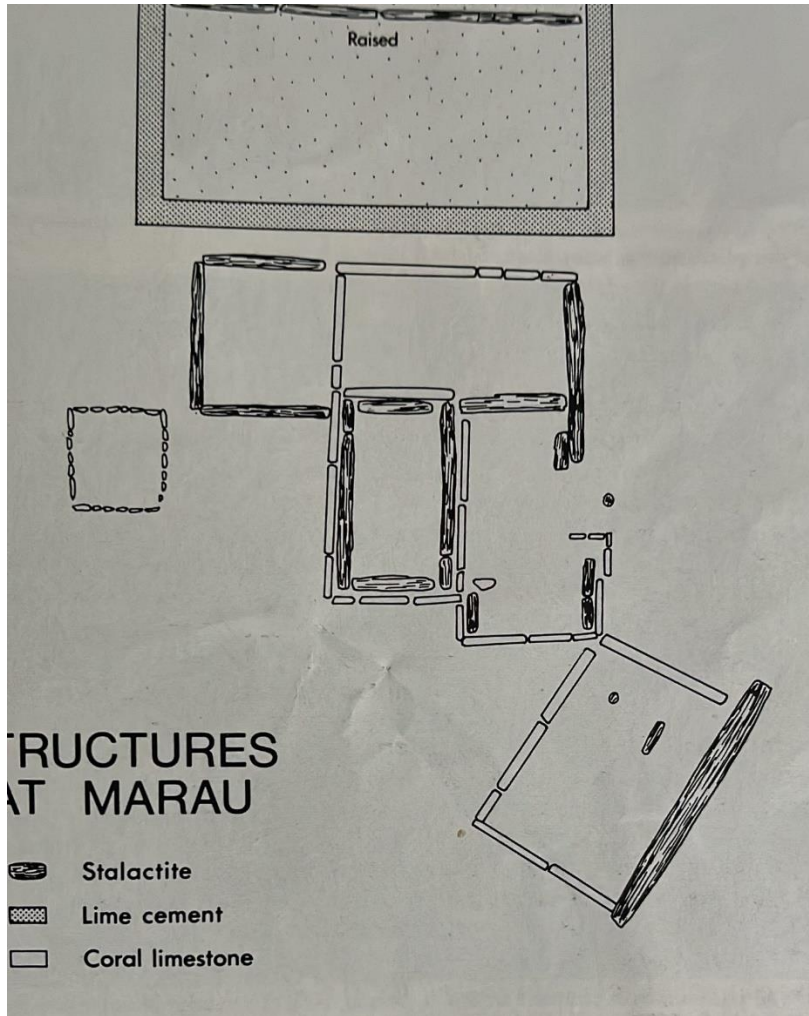 Raised
TRUCTURES
AT MARAU
Stalactite
Lime cement
Coral limestone